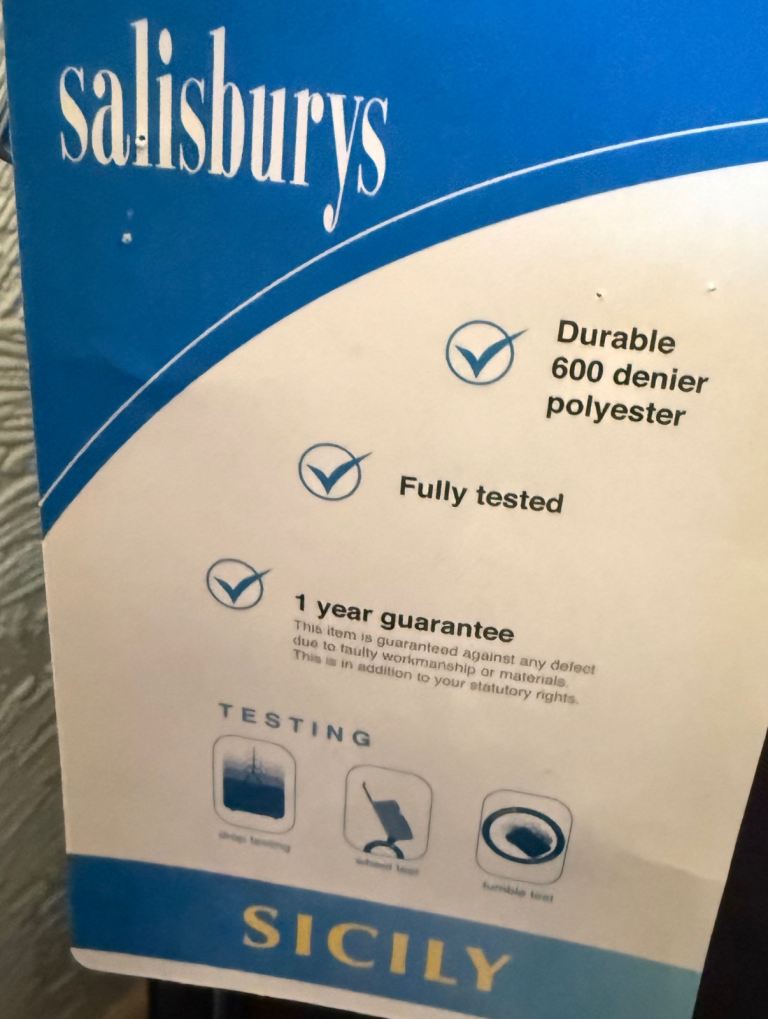 salisburys
Durable
600 denier
polyester
Fully tested
1 year guarantee
This item is guaranteed against any defect
due to faulty workmanship or materials.
This is in addition to your statutory rights.
TESTING
drop testing
wheel test
tumble test
SICILY